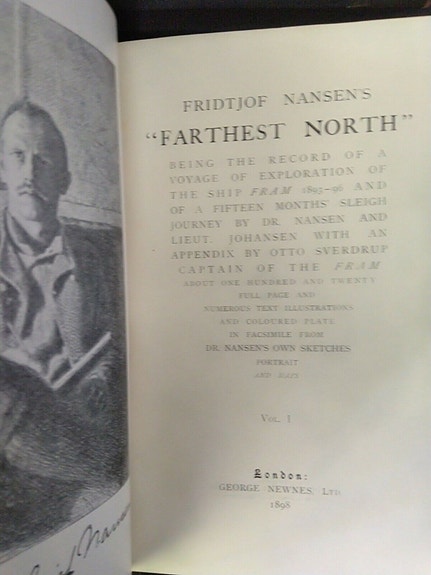 FRIDTJOF NANSEN'S
"FARTHEST NORTH"
BEING THE RECORD OF A
VOYAGE OF EXPLORATION OF
THE SHIP FRAM 1893-96 AND
OF A FIFTEEN MONTHS' SLEIGH
JOURNEY BY DR. NANSEN AND
LIEUT. JOHANSEN WITH AN
APPENDIX BY OTTO SVERDRUP
CAPTAIN OF THE FRAM
ABOUT ONE HUNDRED AND TWENTY
FULL PAGE AND
NUMEROUS TEXT ILLUSTRATIONS
AND COLOURED PLATE
IN FACSIMILE FROM
DR. NANSEN'S OWN SKETCHES
PORTRAIT
AND MAPS
VOL. I
London:
GEORGE NEWNES, LTD.
1898